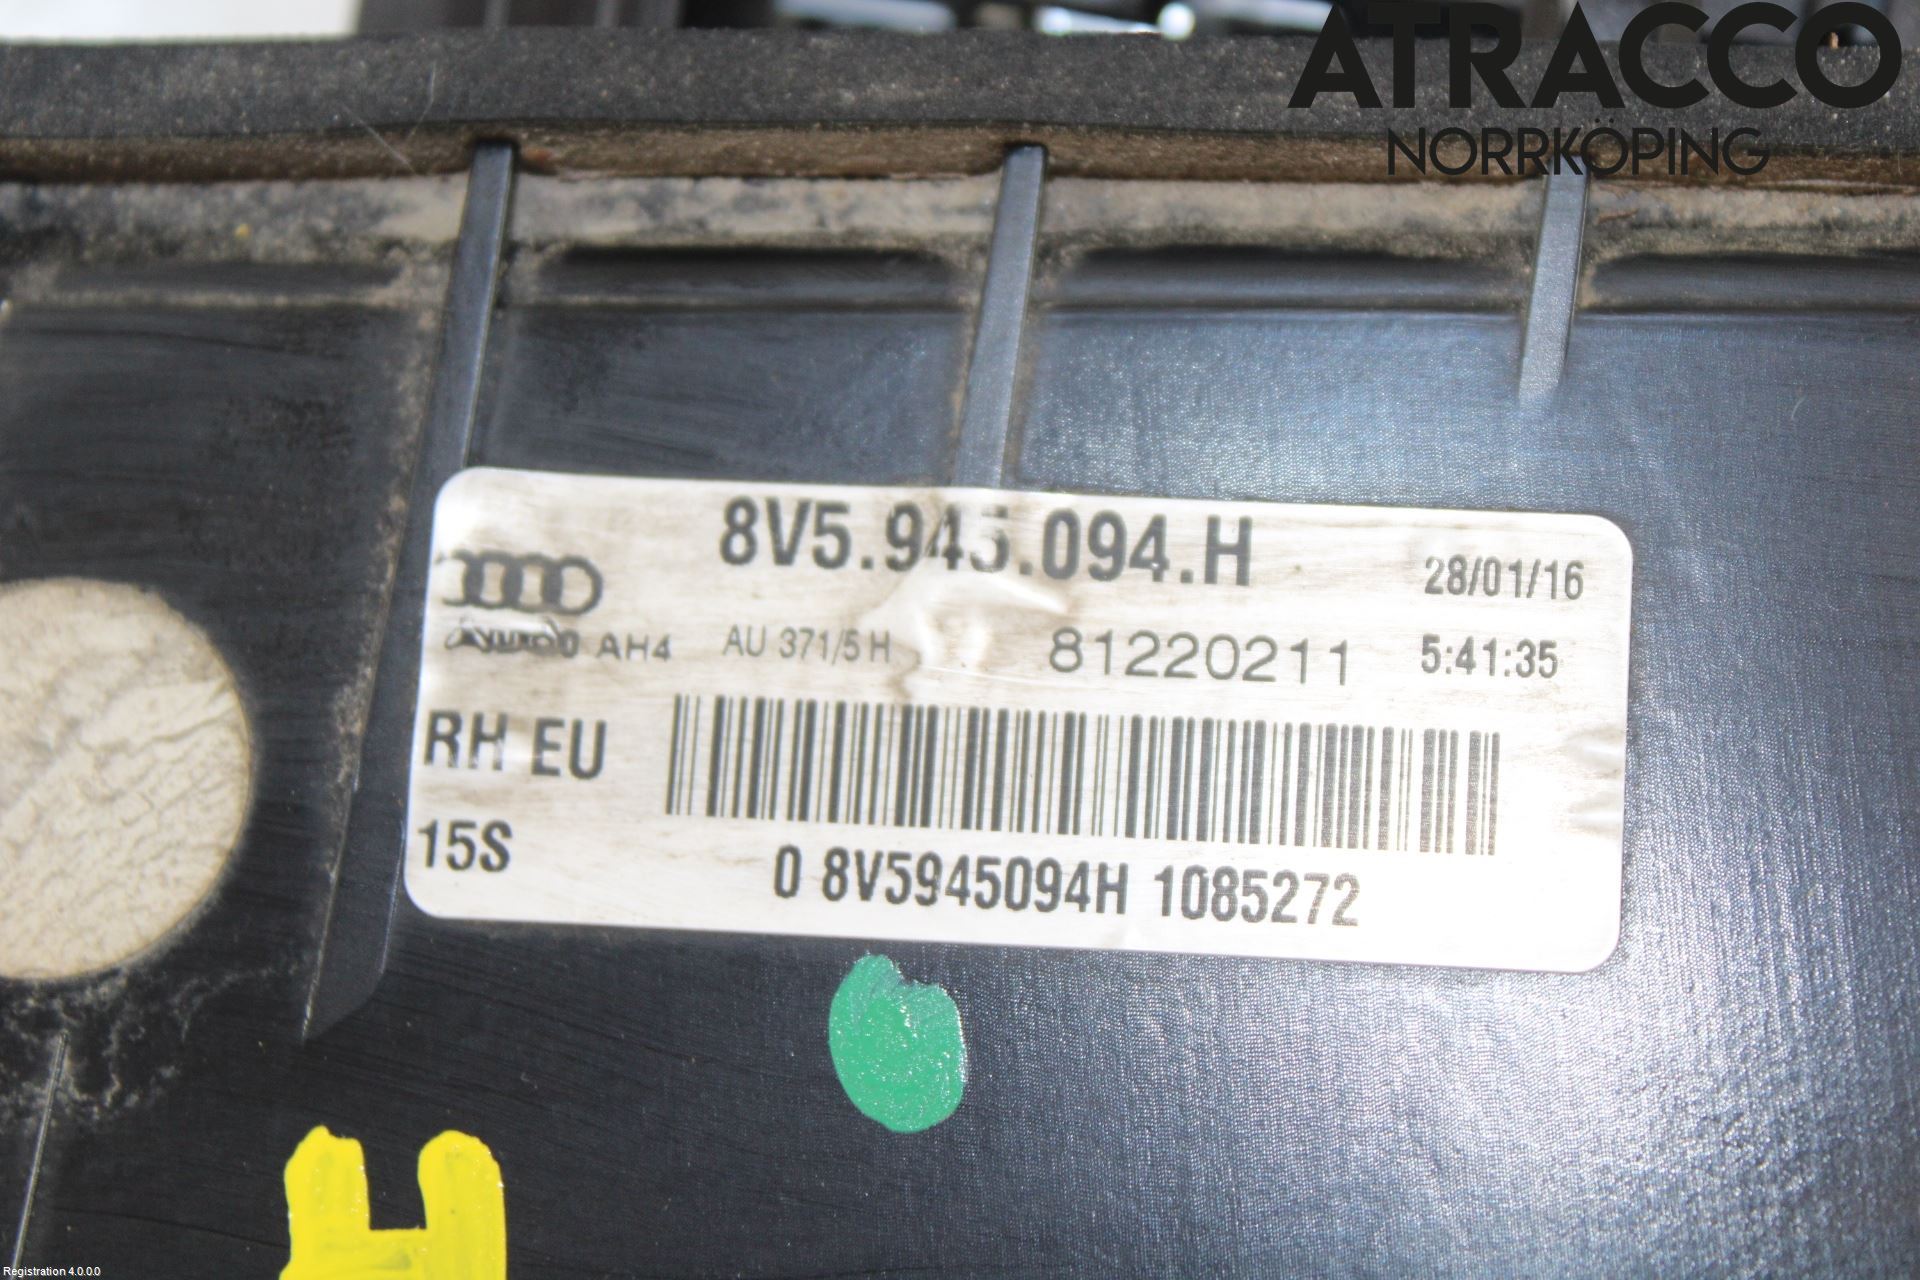 ATRACCO
NORRKÖPING
8V5.945.094.H
28/01/16
AH4
AU 371/5 H
81220211
5:41:35
RH EU
15S
0 8V5945094H 1085272
Registration 4.0.0.0